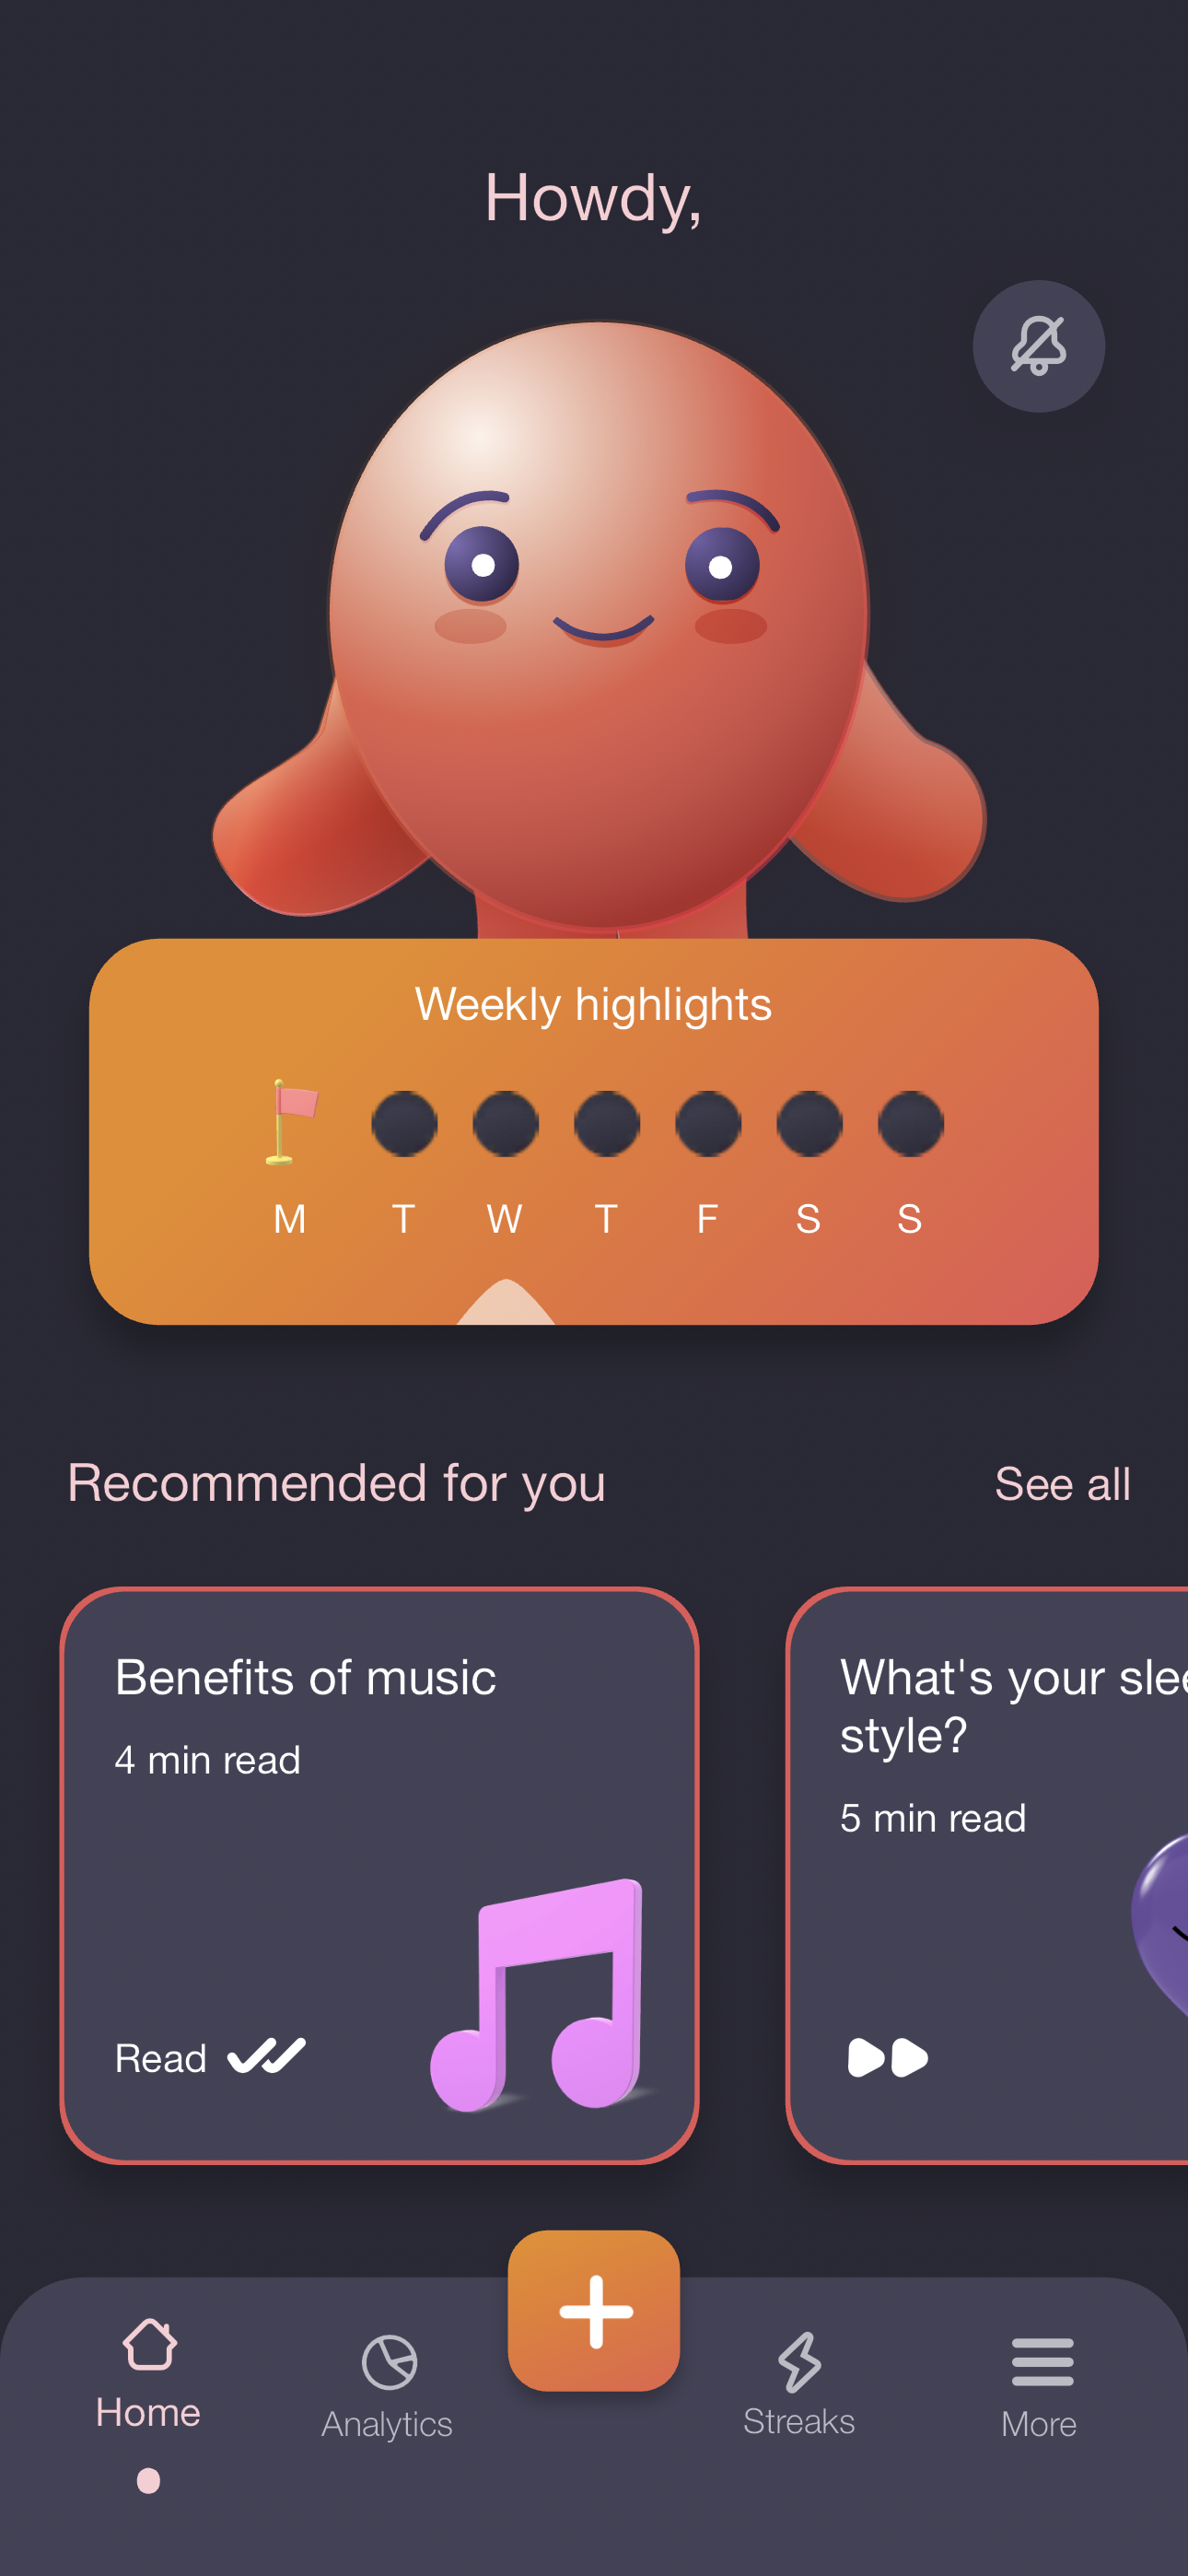 Howdy,
Weekly highlights
M T W T F S S
Recommended for you
See all
Benefits of music
4 min read
Read
What's your slee
style?
5 min read
Home
Analytics
Streaks
More